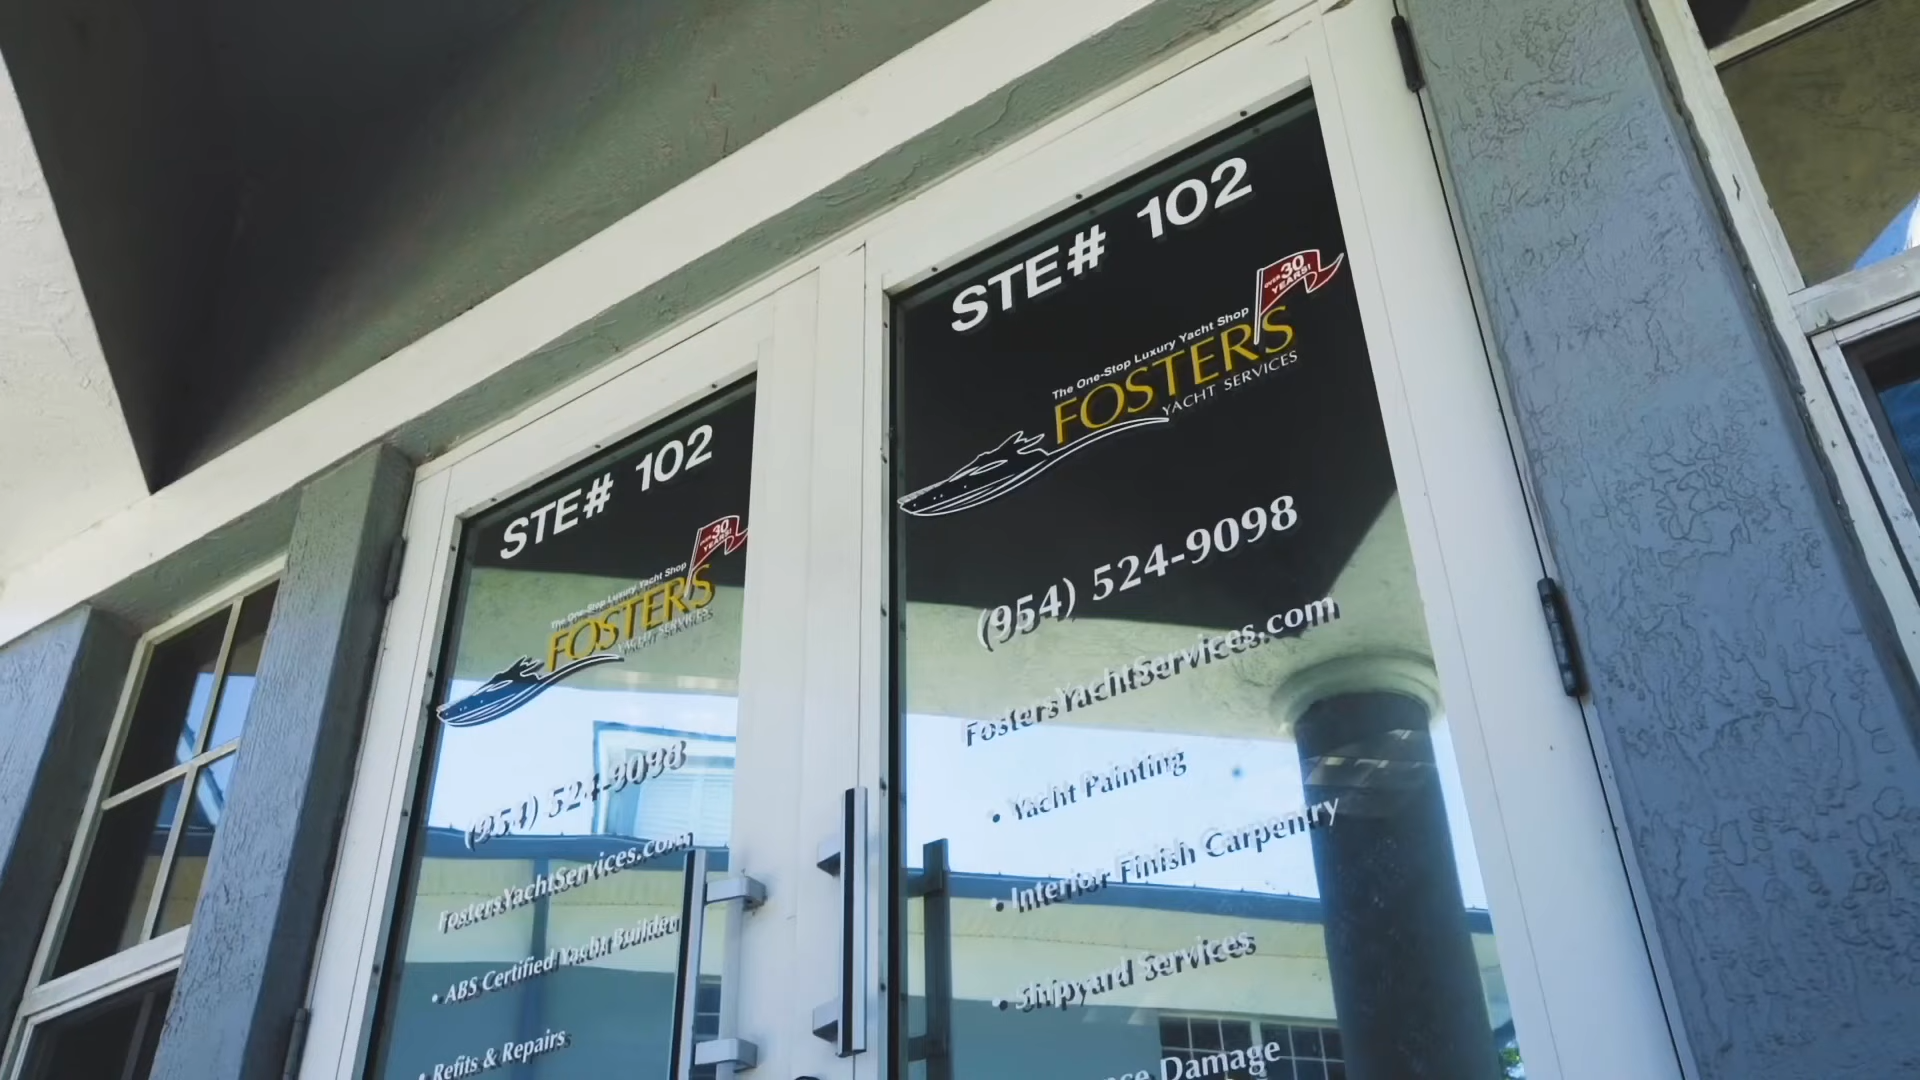 STE# 102
OVER 30
YEARS!
The One-Stop Luxury Yacht Shop
FOSTERS
YACHT SERVICES
(954) 524-9098
FostersYachtServices.com
• ABS Certified Yacht Builder
• Refits & Repairs
STE# 102
OVER 30
YEARS!
The One-Stop Luxury Yacht Shop
FOSTERS
YACHT SERVICES
(954) 524-9098
FostersYachtServices.com
• Yacht Painting
• Interior Finish Carpentry
• Shipyard Services
Damage